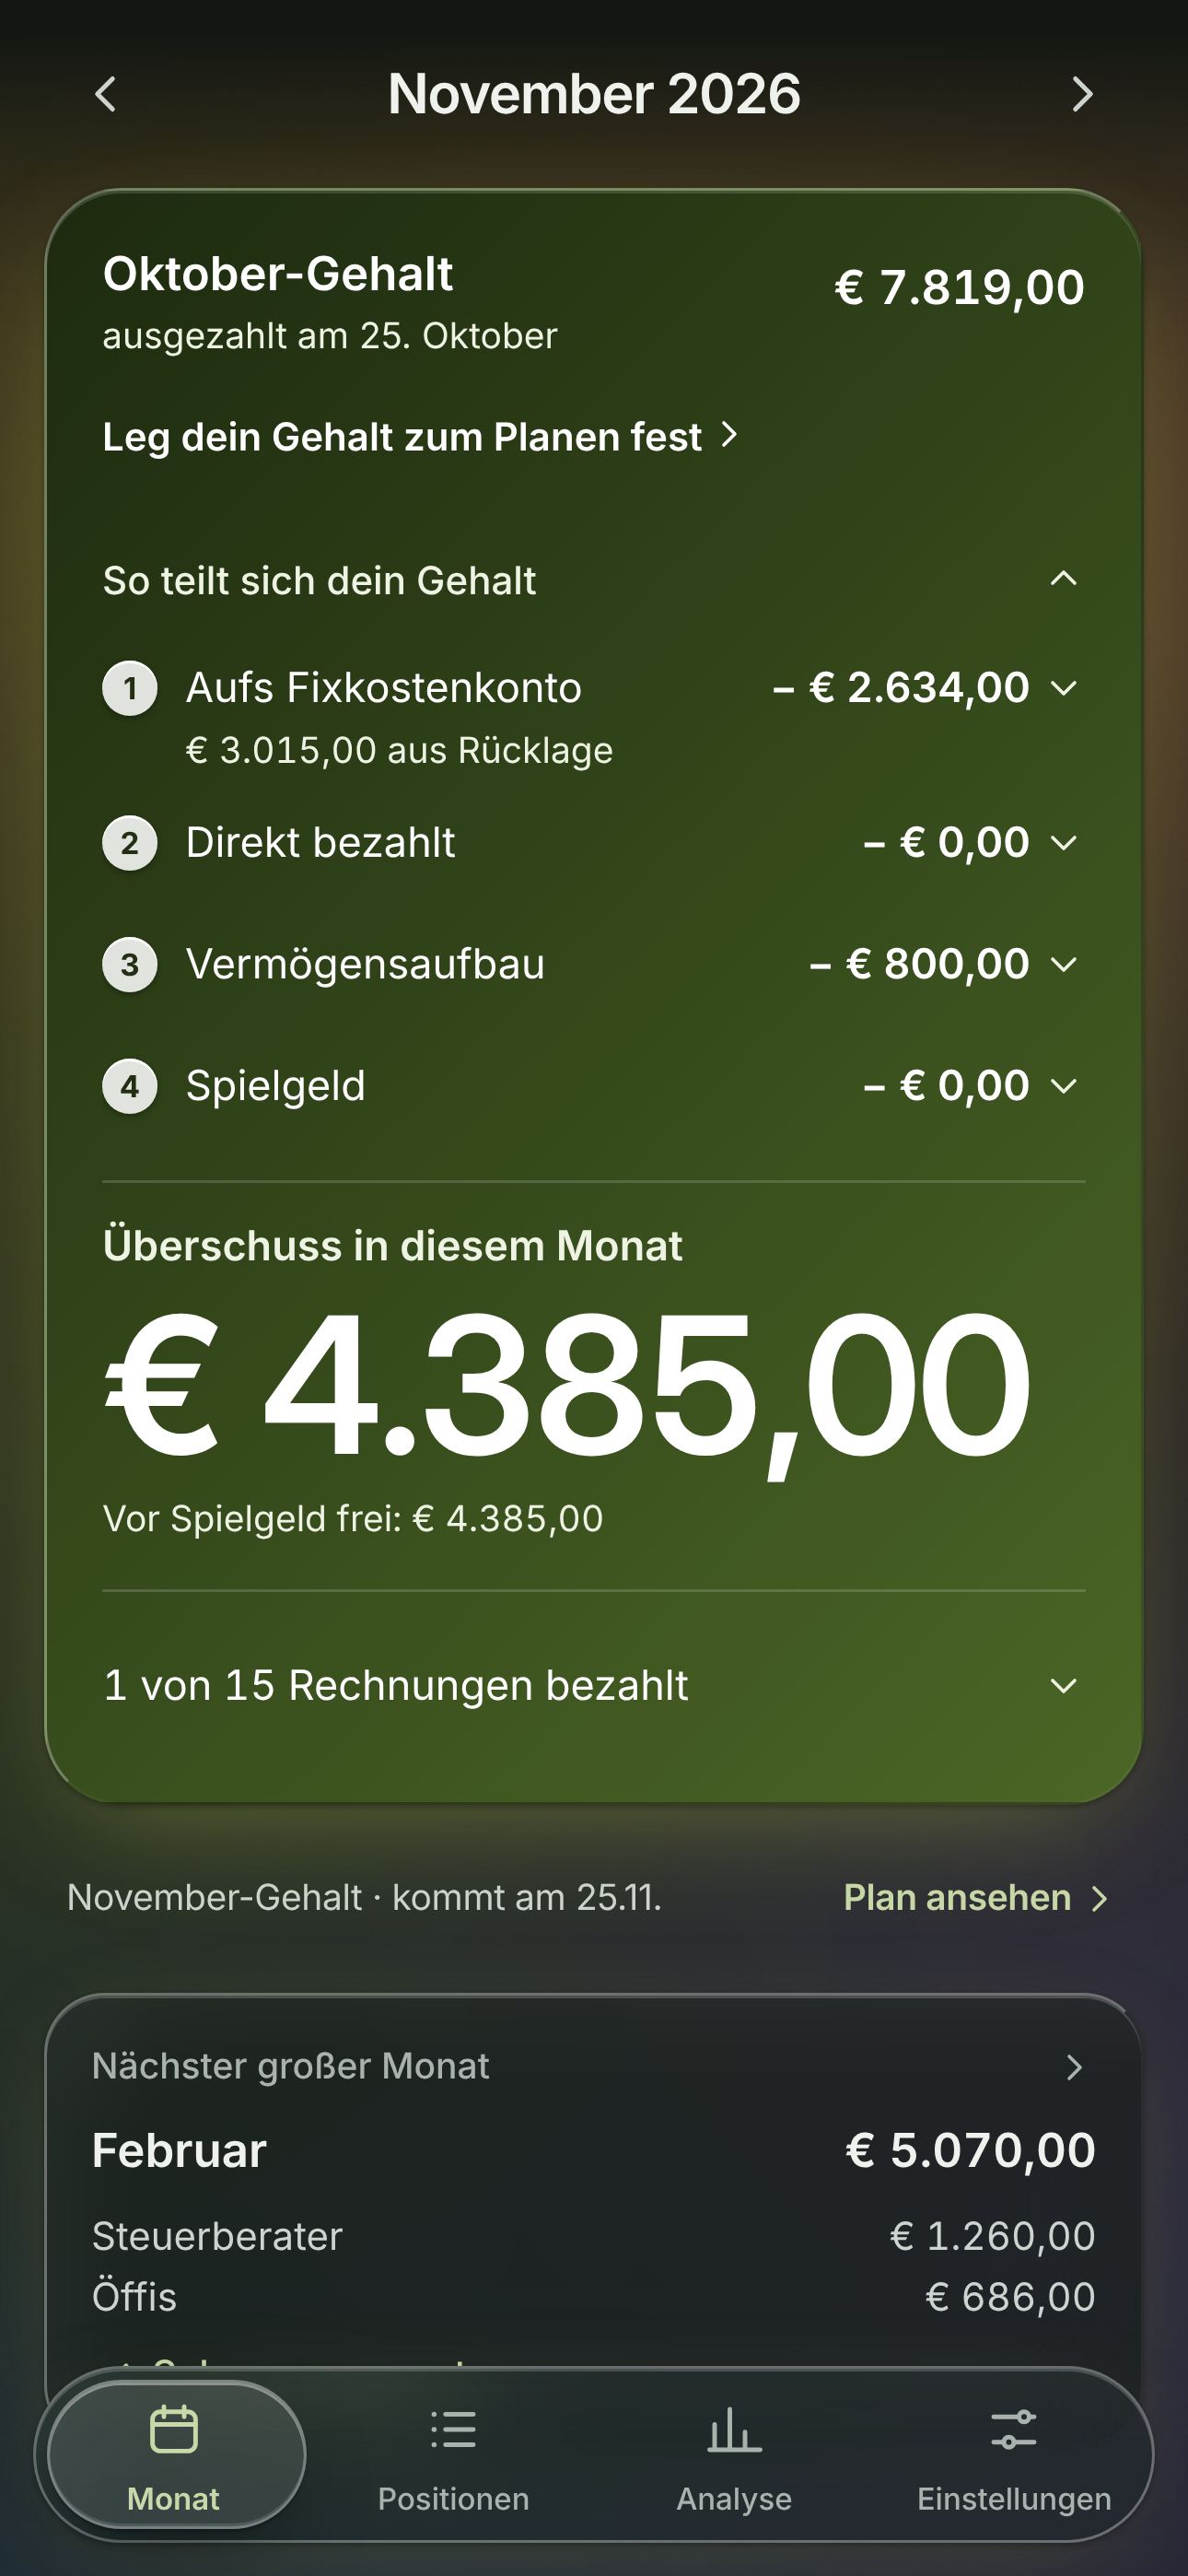 November 2026
Oktober-Gehalt
€ 7.819,00
ausgezahlt am 25. Oktober
Leg dein Gehalt zum Planen fest
So teilt sich dein Gehalt
1 Aufs Fixkostenkonto – € 2.634,00
€ 3.015,00 aus Rücklage
2 Direkt bezahlt – € 0,00
3 Vermögensaufbau – € 800,00
4 Spielgeld – € 0,00
Überschuss in diesem Monat
€ 4.385,00
Vor Spielgeld frei: € 4.385,00
1 von 15 Rechnungen bezahlt
November-Gehalt · kommt am 25.11. Plan ansehen
Nächster großer Monat
Februar € 5.070,00
Steuerberater € 1.260,00
Öffis € 686,00
Monat Positionen Analyse Einstellungen